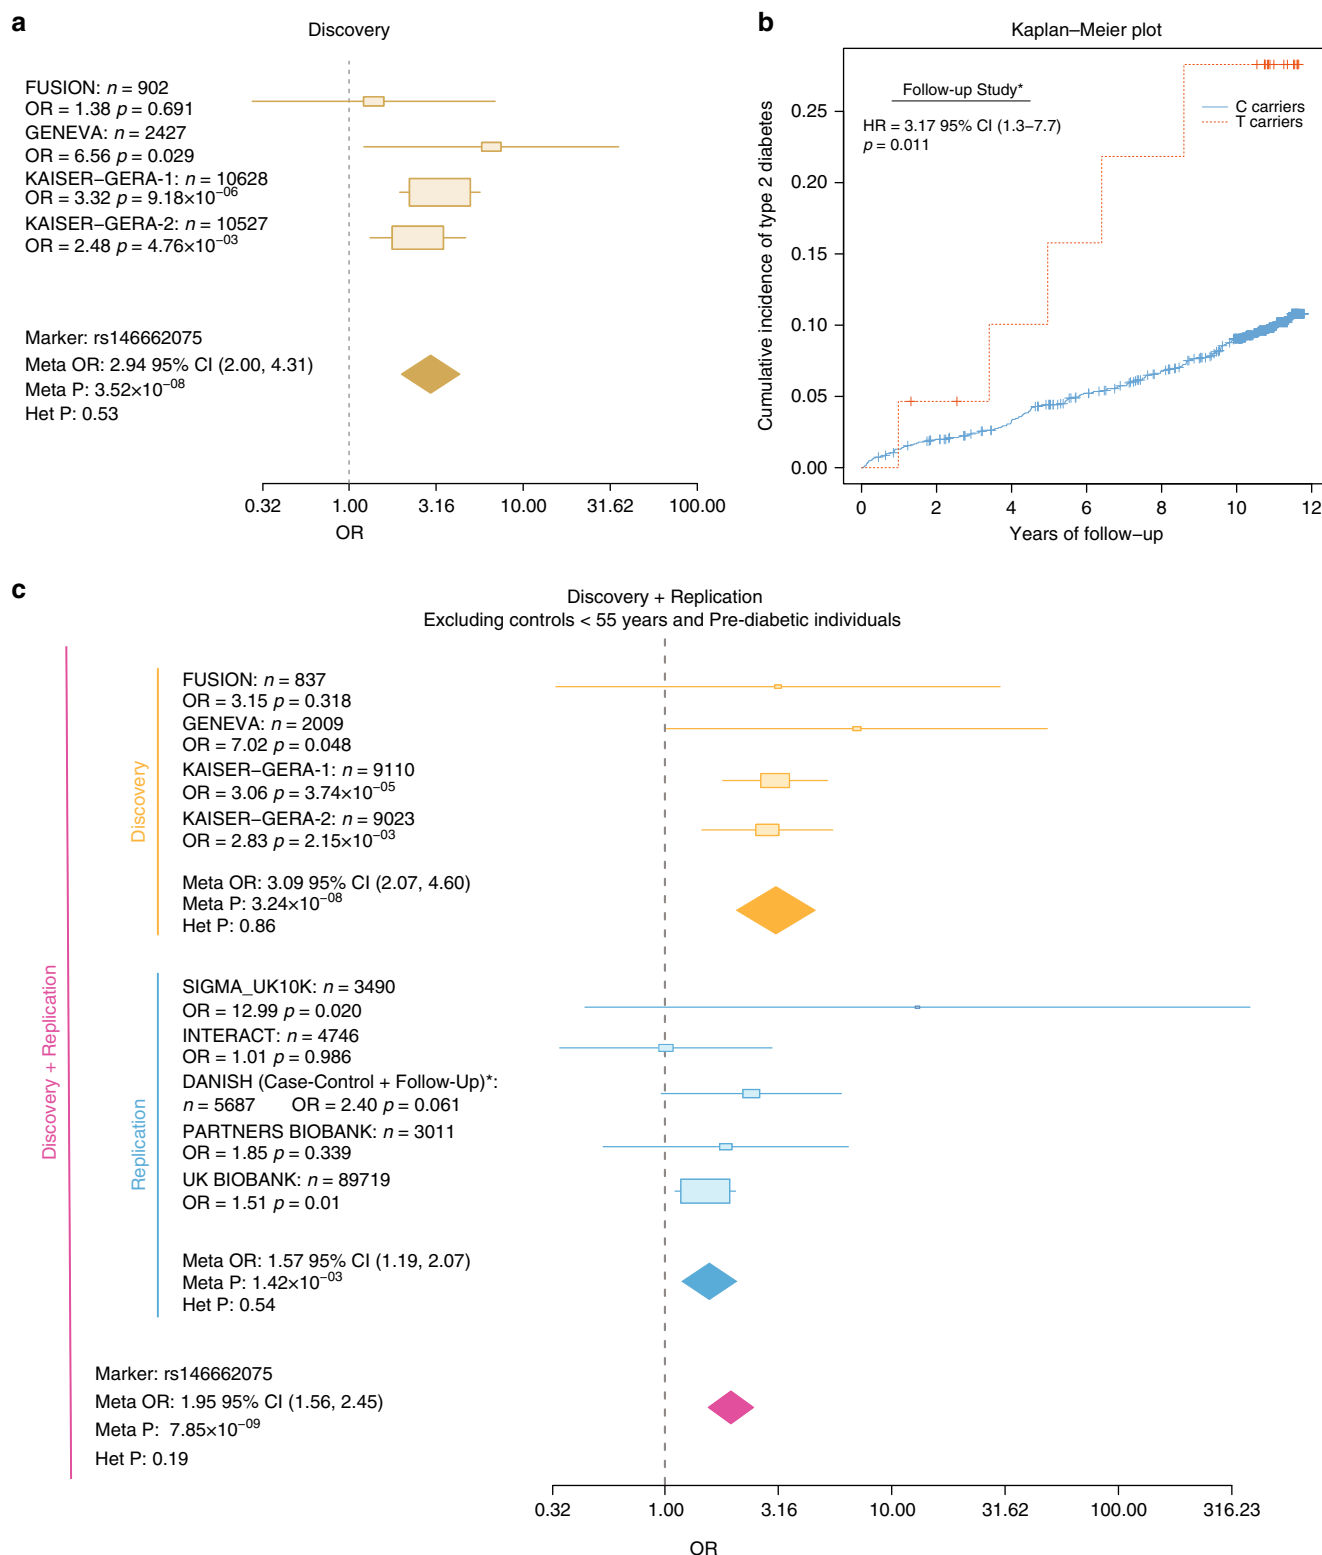 a
Discovery
FUSION: n = 902
OR = 1.38 p = 0.691
GENEVA: n = 2427
OR = 6.56 p = 0.029
KAISER–GERA-1: n = 10628
OR = 3.32 p = 9.18×10⁻⁰⁶
KAISER–GERA-2: n = 10527
OR = 2.48 p = 4.76×10⁻⁰³
Marker: rs146662075
Meta OR: 2.94 95% CI (2.00, 4.31)
Meta P: 3.52×10⁻⁰⁸
Het P: 0.53
0.32 1.00 3.16 10.00 31.62 100.00
OR
b
Kaplan–Meier plot
Cumulative incidence of type 2 diabetes
0.25
0.20
0.15
0.10
0.05
0.00
Follow-up Study*
HR = 3.17 95% CI (1.3–7.7)
p = 0.011
C carriers
T carriers
0 2 4 6 8 10 12
Years of follow–up
c
Discovery + Replication
Excluding controls < 55 years and Pre-diabetic individuals
Discovery + Replication
Discovery
FUSION: n = 837
OR = 3.15 p = 0.318
GENEVA: n = 2009
OR = 7.02 p = 0.048
KAISER–GERA-1: n = 9110
OR = 3.06 p = 3.74×10⁻⁰⁵
KAISER–GERA-2: n = 9023
OR = 2.83 p = 2.15×10⁻⁰³
Meta OR: 3.09 95% CI (2.07, 4.60)
Meta P: 3.24×10⁻⁰⁸
Het P: 0.86
Replication
SIGMA_UK10K: n = 3490
OR = 12.99 p = 0.020
INTERACT: n = 4746
OR = 1.01 p = 0.986
DANISH (Case-Control + Follow-Up)*:
n = 5687 OR = 2.40 p = 0.061
PARTNERS BIOBANK: n = 3011
OR = 1.85 p = 0.339
UK BIOBANK: n = 89719
OR = 1.51 p = 0.01
Meta OR: 1.57 95% CI (1.19, 2.07)
Meta P: 1.42×10⁻⁰³
Het P: 0.54
Marker: rs146662075
Meta OR: 1.95 95% CI (1.56, 2.45)
Meta P: 7.85×10⁻⁰⁹
Het P: 0.19
0.32 1.00 3.16 10.00 31.62 100.00 316.23
OR